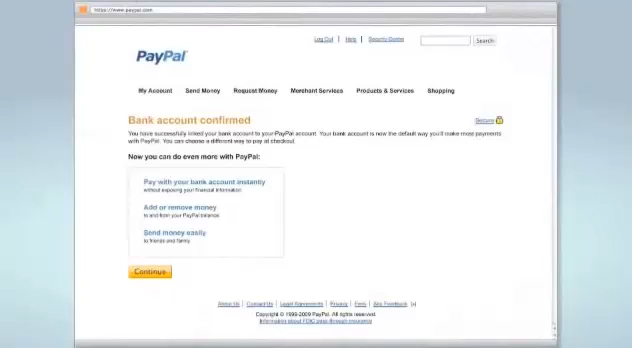 https://www.paypal.com
Log Out | Help | Security Center
Search
PayPal
My Account Send Money Request Money Merchant Services Products & Services Shopping
Bank account confirmed
Secure
You have successfully linked your bank account to your PayPal account. Your bank account is now the default way you'll make most payments
with PayPal. You can choose a different way to pay at checkout.
Now you can do even more with PayPal:
Pay with your bank account instantly
without exposing your financial information
Add or remove money
to and from your PayPal balance
Send money easily
to friends and family
Continue
About Us | Contact Us | Legal Agreements | Privacy | Fees | Site Feedback [+]
Copyright © 1999-2009 PayPal. All rights reserved.
Information about FDIC pass-through insurance